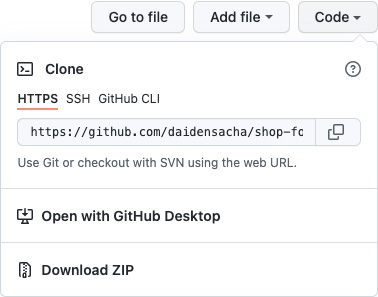 Go to file Add file Code
Clone
HTTPS SSH GitHub CLI
https://github.com/daidensacha/shop-fo
Use Git or checkout with SVN using the web URL.
Open with GitHub Desktop
Download ZIP